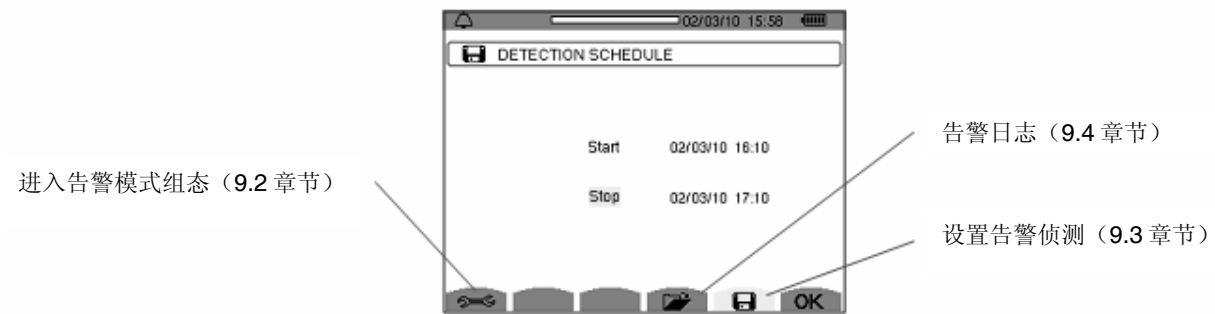 02/03/10 15:58
DETECTION SCHEDULE
Start 02/03/10 16:10
Stop 02/03/10 17:10
OK
进入告警模式组态（9.2 章节）
告警日志（9.4 章节）
设置告警侦测（9.3 章节）